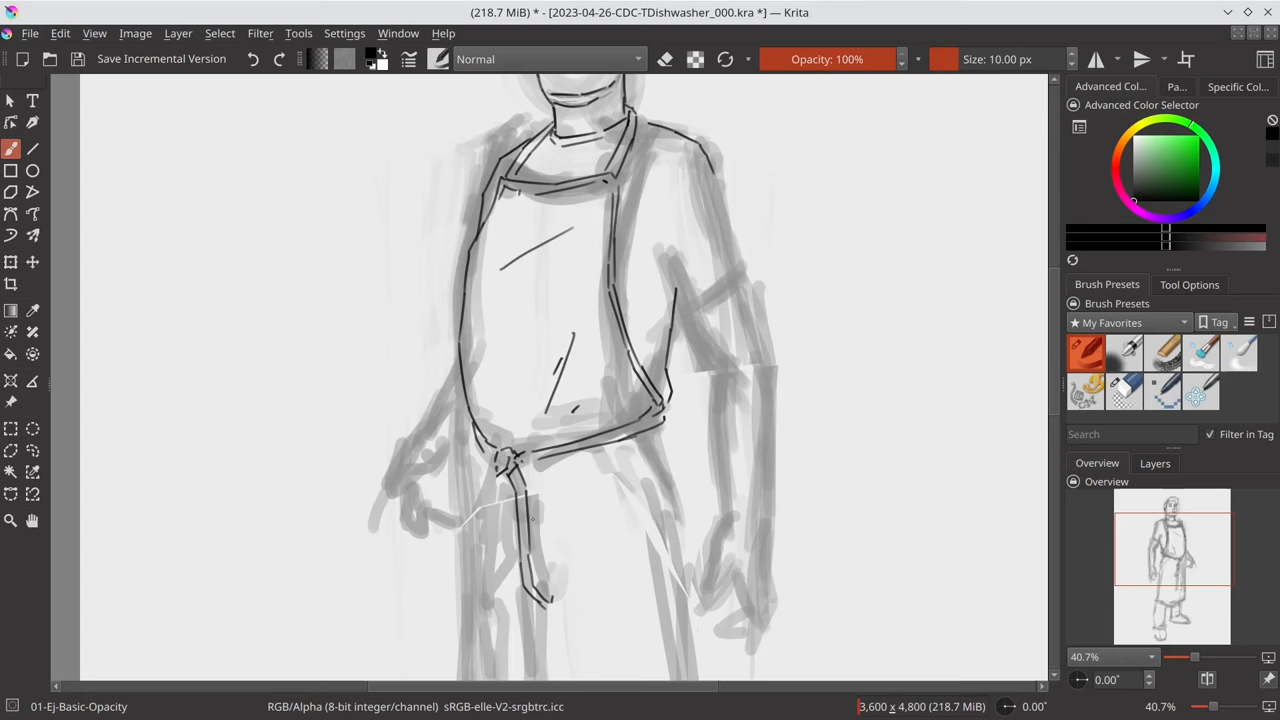 (218.7 MiB) * - [2023-04-26-CDC-TDishwasher_000.kra *] — Krita
File Edit View Image Layer Select Filter Tools Settings Window Help
Save Incremental Version Normal Opacity: 100% Size: 10.00 px
Advanced Col... Pa... Specific Col...
Advanced Color Selector
Brush Presets Tool Options
Brush Presets
★ My Favorites Tag
Search Filter in Tag
Overview Layers
Overview
40.7%
0.00°
01-Ej-Basic-Opacity RGB/Alpha (8-bit integer/channel) sRGB-elle-V2-srgbtrc.icc 3,600 x 4,800 (218.7 MiB) 0.00° 40.7%